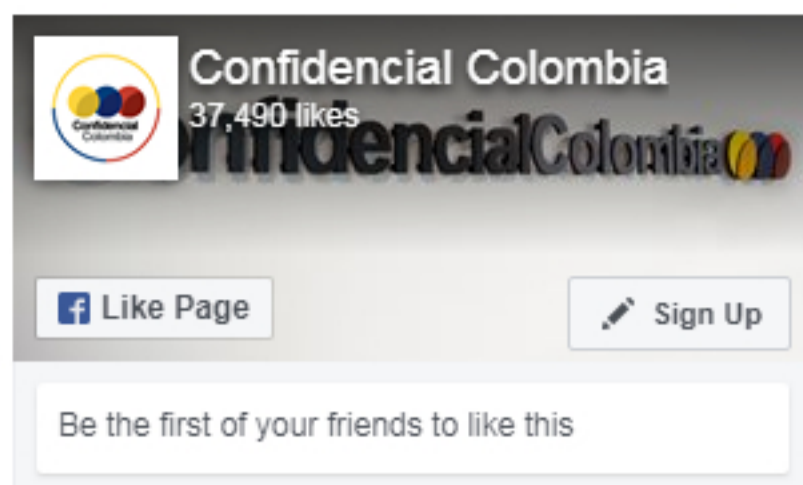 Confidencial Colombia
37,490 likes
Confidencial
Colombia
ConfidencialColombia
Like Page
Sign Up
Be the first of your friends to like this